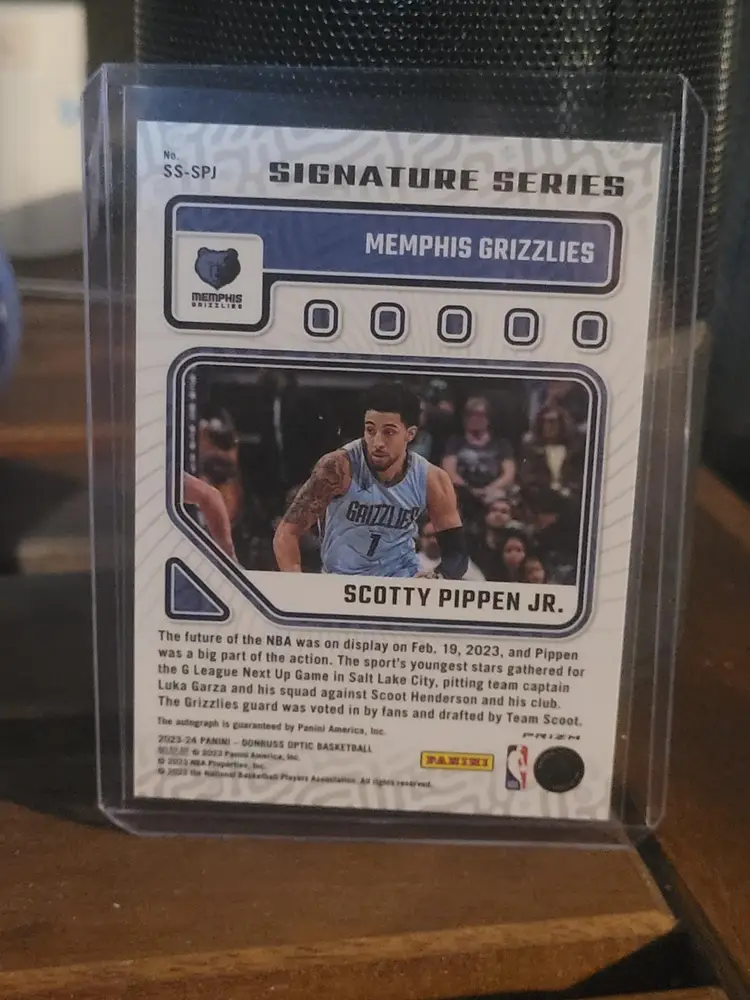 No.
SS-SPJ
SIGNATURE SERIES
MEMPHIS GRIZZLIES
MEMPHIS
GRIZZLIES
GRIZZLIES
1
SCOTTY PIPPEN JR.
The future of the NBA was on display on Feb. 19, 2023, and Pippen
was a big part of the action. The sport's youngest stars gathered for
the G League Next Up Game in Salt Lake City, pitting team captain
Luka Garza and his squad against Scoot Henderson and his club.
The Grizzlies guard was voted in by fans and drafted by Team Scoot.
The autograph is guaranteed by Panini America, Inc.
PRIZM
2023-24 PANINI - DONRUSS OPTIC BASKETBALL
© 2023 Panini America, Inc.
© 2023 NBA Properties, Inc.
© 2023 the National Basketball Players Association. All rights reserved.
PANINI